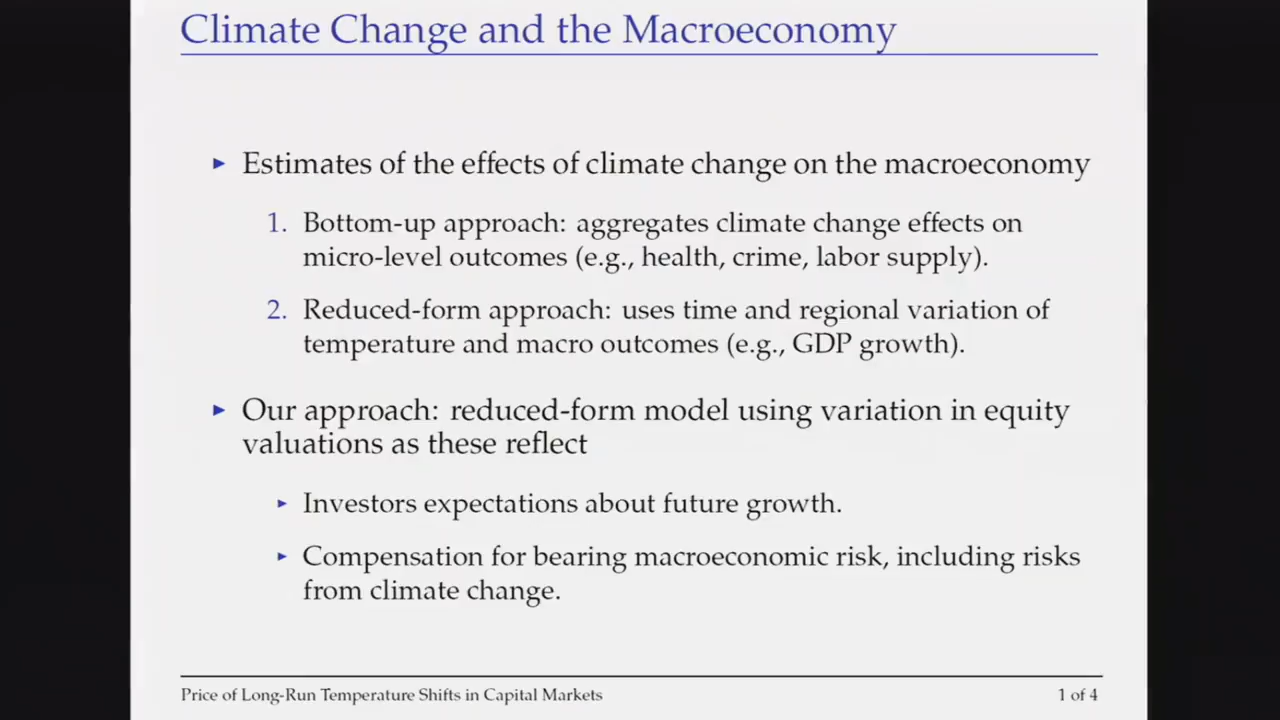 Climate Change and the Macroeconomy
▶ Estimates of the effects of climate change on the macroeconomy
1. Bottom-up approach: aggregates climate change effects on
micro-level outcomes (e.g., health, crime, labor supply).
2. Reduced-form approach: uses time and regional variation of
temperature and macro outcomes (e.g., GDP growth).
▶ Our approach: reduced-form model using variation in equity
valuations as these reflect
▶ Investors expectations about future growth.
▶ Compensation for bearing macroeconomic risk, including risks
from climate change.
Price of Long-Run Temperature Shifts in Capital Markets 1 of 4